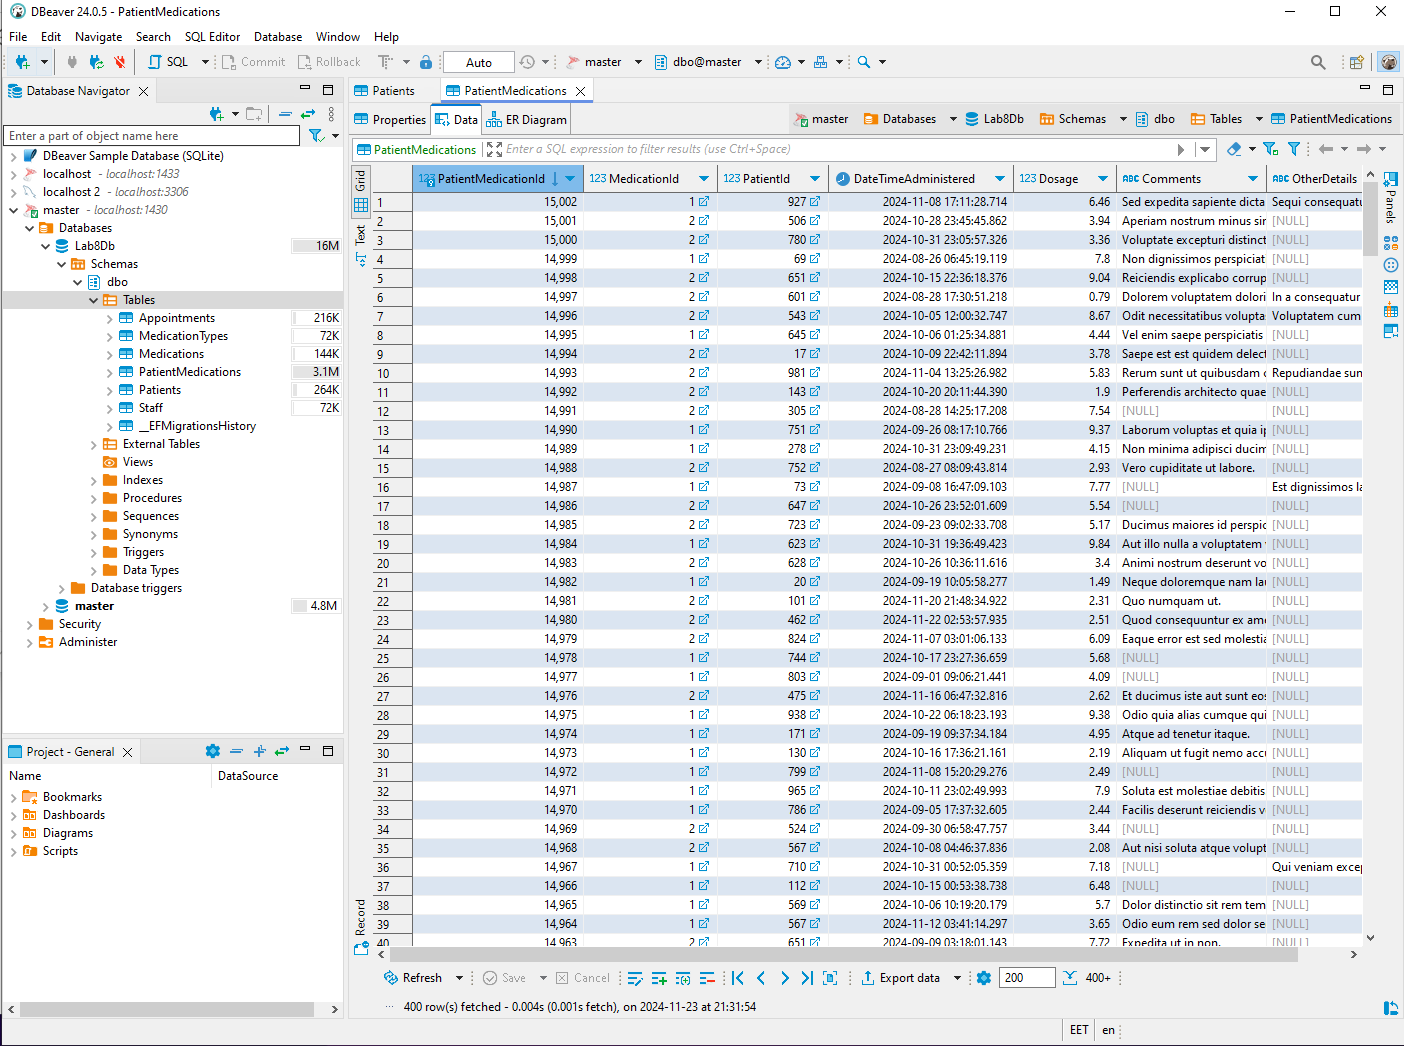 DBeaver 24.0.5 - PatientMedications
File Edit Navigate Search SQL Editor Database Window Help
SQL Commit Rollback Auto master dbo@master
Database Navigator
Enter a part of object name here
DBeaver Sample Database (SQLite)
localhost - localhost:1433
localhost 2 - localhost:3306
master - localhost:1430
Databases
Lab8Db 16M
Schemas
dbo
Tables
Appointments 216K
MedicationTypes 72K
Medications 144K
PatientMedications 3.1M
Patients 264K
Staff 72K
__EFMigrationsHistory
External Tables
Views
Indexes
Procedures
Sequences
Synonyms
Triggers
Data Types
Database triggers
master 4.8M
Security
Administer
Project - General
Name DataSource
Bookmarks
Dashboards
Diagrams
Scripts
Patients PatientMedications
Properties Data ER Diagram master Databases Lab8Db Schemas dbo Tables PatientMedications
PatientMedications Enter a SQL expression to filter results (use Ctrl+Space)
Grid
Text
Record
Panels
123 PatientMedicationId 123 MedicationId 123 PatientId DateTimeAdministered 123 Dosage ABC Comments ABC OtherDetails
1 15,002 1 927 2024-11-08 17:11:28.714 6.46 Sed expedita sapiente dicta Sequi consequatu
2 15,001 2 506 2024-10-28 23:45:45.862 3.94 Aperiam nostrum minus sin [NULL]
3 15,000 2 780 2024-10-31 23:05:57.326 3.36 Voluptate excepturi distinct [NULL]
4 14,999 1 69 2024-08-26 06:45:19.119 7.8 Non dignissimos perspiciat [NULL]
5 14,998 2 651 2024-10-15 22:36:18.376 9.04 Reiciendis explicabo corrup [NULL]
6 14,997 2 601 2024-08-28 17:30:51.218 0.79 Dolorem voluptatem dolori In a consequatur
7 14,996 2 543 2024-10-05 12:00:32.747 8.67 Odit necessitatibus volupta Voluptatem cum
8 14,995 1 645 2024-10-06 01:25:34.881 4.44 Vel enim saepe perspiciatis [NULL]
9 14,994 2 17 2024-10-09 22:42:11.894 3.78 Saepe est est quidem delect [NULL]
10 14,993 2 981 2024-11-04 13:25:26.982 5.83 Rerum sunt ut quibusdam Repudiandae sun
11 14,992 2 143 2024-10-20 20:11:44.390 1.9 Perferendis architecto quae [NULL]
12 14,991 2 305 2024-08-28 14:25:17.208 7.54 [NULL] [NULL]
13 14,990 1 751 2024-09-26 08:17:10.766 9.37 Laborum voluptas et quia ip [NULL]
14 14,989 1 278 2024-10-31 23:09:49.231 4.15 Non minima adipisci ducim [NULL]
15 14,988 2 752 2024-08-27 08:09:43.814 2.93 Vero cupiditate ut labore. [NULL]
16 14,987 1 73 2024-09-08 16:47:09.103 7.77 [NULL] Est dignissimos la
17 14,986 2 647 2024-10-26 23:52:01.609 5.54 [NULL] [NULL]
18 14,985 2 723 2024-09-23 09:02:33.708 5.17 Ducimus maiores id perspic [NULL]
19 14,984 1 623 2024-10-31 19:36:49.423 9.84 Aut illo nulla a voluptatem [NULL]
20 14,983 2 628 2024-10-26 10:36:11.616 3.4 Animi nostrum deserunt vo [NULL]
21 14,982 1 20 2024-09-19 10:05:58.277 1.49 Neque doloremque nam lau [NULL]
22 14,981 2 101 2024-11-20 21:48:34.922 2.31 Quo numquam ut. [NULL]
23 14,980 2 462 2024-11-22 02:53:57.935 2.51 Quod consequuntur ex ame [NULL]
24 14,979 2 824 2024-11-07 03:01:06.133 6.09 Eaque error est sed molestia [NULL]
25 14,978 1 744 2024-10-17 23:27:36.659 5.68 [NULL] [NULL]
26 14,977 1 803 2024-09-01 09:06:21.441 4.09 [NULL] [NULL]
27 14,976 2 475 2024-11-16 06:47:32.816 2.62 Et ducimus iste aut sunt eos [NULL]
28 14,975 1 938 2024-10-22 06:18:23.193 9.38 Odio quia alias cumque qui [NULL]
29 14,974 1 171 2024-09-19 09:37:34.184 4.95 Atque ad tenetur itaque. [NULL]
30 14,973 1 130 2024-10-16 17:36:21.161 2.19 Aliquam ut fugit nemo accu [NULL]
31 14,972 1 799 2024-11-08 15:20:29.276 2.49 [NULL] [NULL]
32 14,971 1 965 2024-10-11 23:02:49.993 7.9 Soluta est molestiae debitis [NULL]
33 14,970 1 786 2024-09-05 17:37:32.605 2.44 Facilis deserunt reiciendis v [NULL]
34 14,969 2 524 2024-09-30 06:58:47.757 3.44 [NULL] [NULL]
35 14,968 2 567 2024-10-08 04:46:37.836 2.08 Aut nisi soluta atque volupt [NULL]
36 14,967 1 710 2024-10-31 00:52:05.359 7.18 [NULL] Qui veniam excep
37 14,966 1 112 2024-10-15 00:53:38.738 6.48 [NULL] [NULL]
38 14,965 1 569 2024-10-06 10:19:20.179 5.7 Dolor distinctio sit rem tem [NULL]
39 14,964 1 567 2024-11-12 03:41:14.297 3.65 Odio eum rem sed dolor se [NULL]
40 14,963 2 651 2024-09-09 03:18:01.143 7.72 Expedita ut in non. [NULL]
Refresh Save Cancel Export data 200 400+
400 row(s) fetched - 0.004s (0.001s fetch), on 2024-11-23 at 21:31:54
EET en